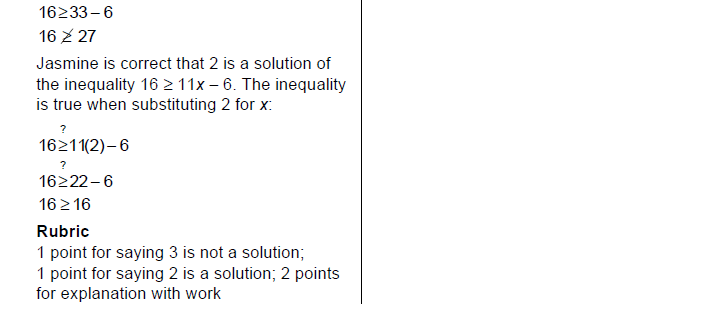 16≥33–6
16 ≱ 27
Jasmine is correct that 2 is a solution of
the inequality 16 ≥ 11x – 6. The inequality
is true when substituting 2 for x:
?
16≥11(2)–6
?
16≥22–6
16≥16
Rubric
1 point for saying 3 is not a solution;
1 point for saying 2 is a solution; 2 points
for explanation with work